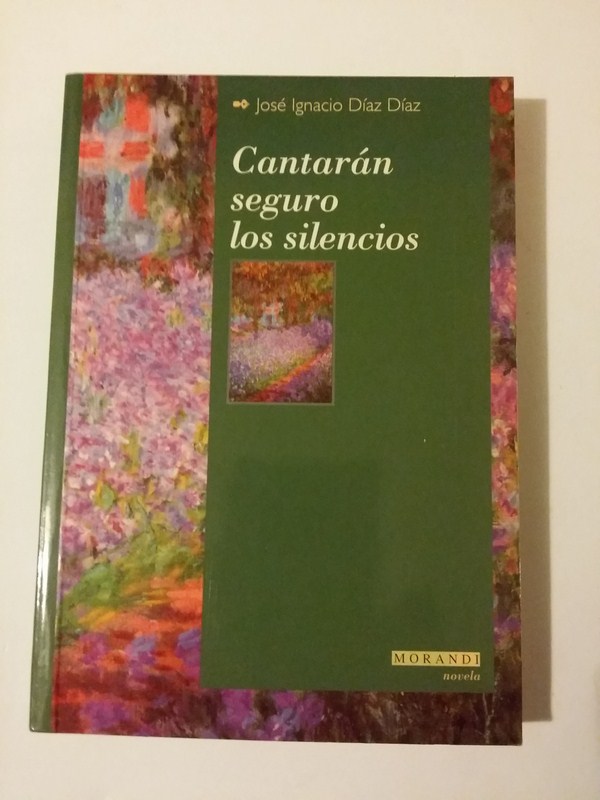 José Ignacio Díaz Díaz
Cantarán
seguro
los silencios
MORANDI
novela